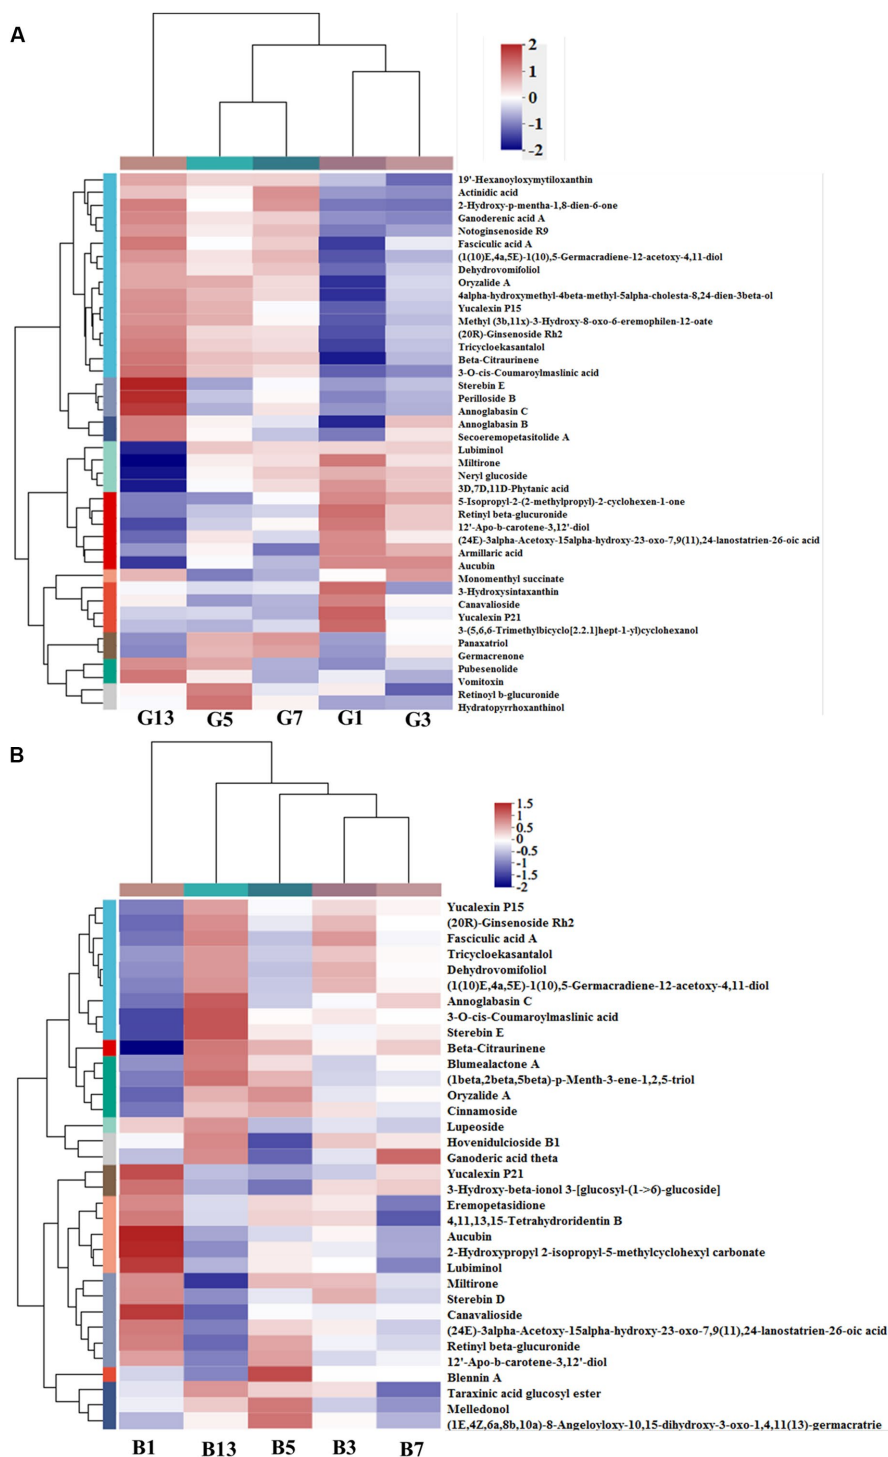 A
2
1
0
-1
-2
19'-Hexanoyloxymytiloxanthin
Actinidic acid
2-Hydroxy-p-mentha-1,8-dien-6-one
Ganoderenic acid A
Notoginsenoside R9
Fasciculic acid A
(1(10)E,4a,5E)-1(10),5-Germacradiene-12-acetoxy-4,11-diol
Dehydrovomifoliol
Oryzalide A
4alpha-hydroxymethyl-4beta-methyl-5alpha-cholesta-8,24-dien-3beta-ol
Yucalexin P15
Methyl (3b,11x)-3-Hydroxy-8-oxo-6-eremophilen-12-oate
(20R)-Ginsenoside Rh2
Tricycloekasantalol
Beta-Citraurinene
3-O-cis-Coumaroylmaslinic acid
Sterebin E
Perilloside B
Annoglabasin C
Annoglabasin B
Secoeremopetasitolide A
Lubiminol
Miltirone
Neryl glucoside
3D,7D,11D-Phytanic acid
5-Isopropyl-2-(2-methylpropyl)-2-cyclohexen-1-one
Retinyl beta-glucuronide
12'-Apo-b-carotene-3,12'-diol
(24E)-3alpha-Acetoxy-15alpha-hydroxy-23-oxo-7,9(11),24-lanostatrien-26-oic acid
Armillaric acid
Aucubin
Monomenthyl succinate
3-Hydroxysintaxanthin
Canavalioside
Yucalexin P21
3-(5,6,6-Trimethylbicyclo[2.2.1]hept-1-yl)cyclohexanol
Panaxatriol
Germacrenone
Pubesenolide
Vomitoxin
Retinoyl b-glucuronide
Hydratopyrrhoxanthinol
G13 G5 G7 G1 G3
B
1.5
1
0.5
0
-0.5
-1
-1.5
-2
Yucalexin P15
(20R)-Ginsenoside Rh2
Fasciculic acid A
Tricycloekasantalol
Dehydrovomifoliol
(1(10)E,4a,5E)-1(10),5-Germacradiene-12-acetoxy-4,11-diol
Annoglabasin C
3-O-cis-Coumaroylmaslinic acid
Sterebin E
Beta-Citraurinene
Blumealactone A
(1beta,2beta,5beta)-p-Menth-3-ene-1,2,5-triol
Oryzalide A
Cinnamoside
Lupeoside
Hovenidulcioside B1
Ganoderic acid theta
Yucalexin P21
3-Hydroxy-beta-ionol 3-[glucosyl-(1->6)-glucoside]
Eremopetasidione
4,11,13,15-Tetrahydroridentin B
Aucubin
2-Hydroxypropyl 2-isopropyl-5-methylcyclohexyl carbonate
Lubiminol
Miltirone
Sterebin D
Canavalioside
(24E)-3alpha-Acetoxy-15alpha-hydroxy-23-oxo-7,9(11),24-lanostatrien-26-oic acid
Retinyl beta-glucuronide
12'-Apo-b-carotene-3,12'-diol
Blennin A
Taraxinic acid glucosyl ester
Melledonol
(1E,4Z,6a,8b,10a)-8-Angeloyloxy-10,15-dihydroxy-3-oxo-1,4,11(13)-germacratrie
B1 B13 B5 B3 B7